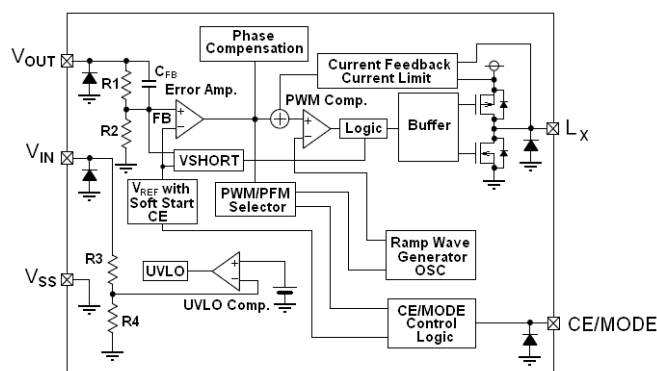 Phase
Compensation
VOUT
CFB
R1
Error Amp.
Current Feedback
Current Limit
PWM Comp.
FB
R2
Logic
Buffer
LX
VIN
VSHORT
VREF with
Soft Start
CE
PWM/PFM
Selector
Ramp Wave
Generator
OSC
R3
VSS
UVLO
UVLO Comp.
R4
CE/MODE
Control
Logic
CE/MODE